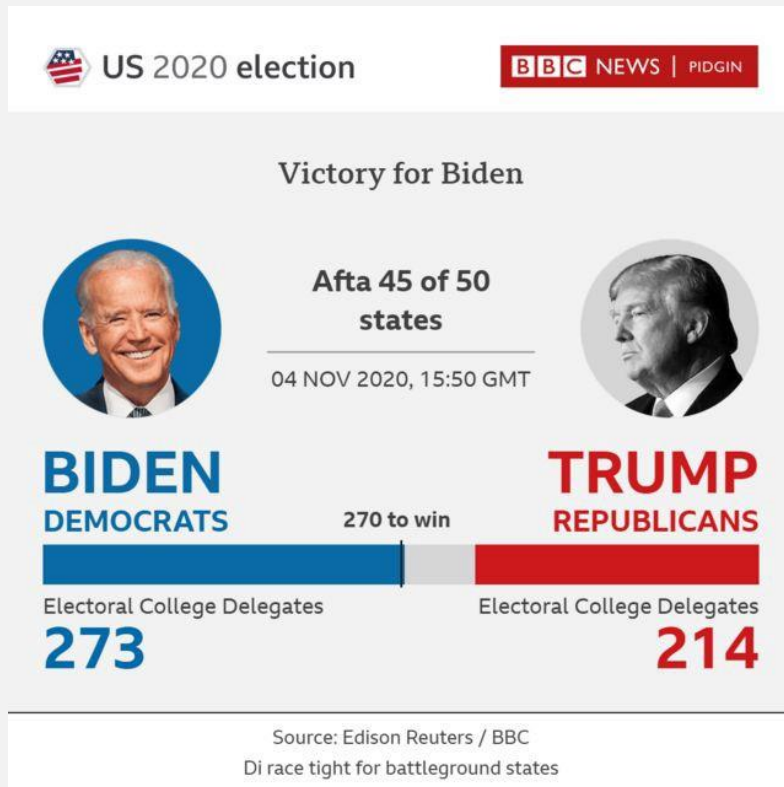 US 2020 election
BBC NEWS | PIDGIN
Victory for Biden
Afta 45 of 50
states
04 NOV 2020, 15:50 GMT
BIDEN
DEMOCRATS
TRUMP
REPUBLICANS
270 to win
Electoral College Delegates
273
Electoral College Delegates
214
Source: Edison Reuters / BBC
Di race tight for battleground states